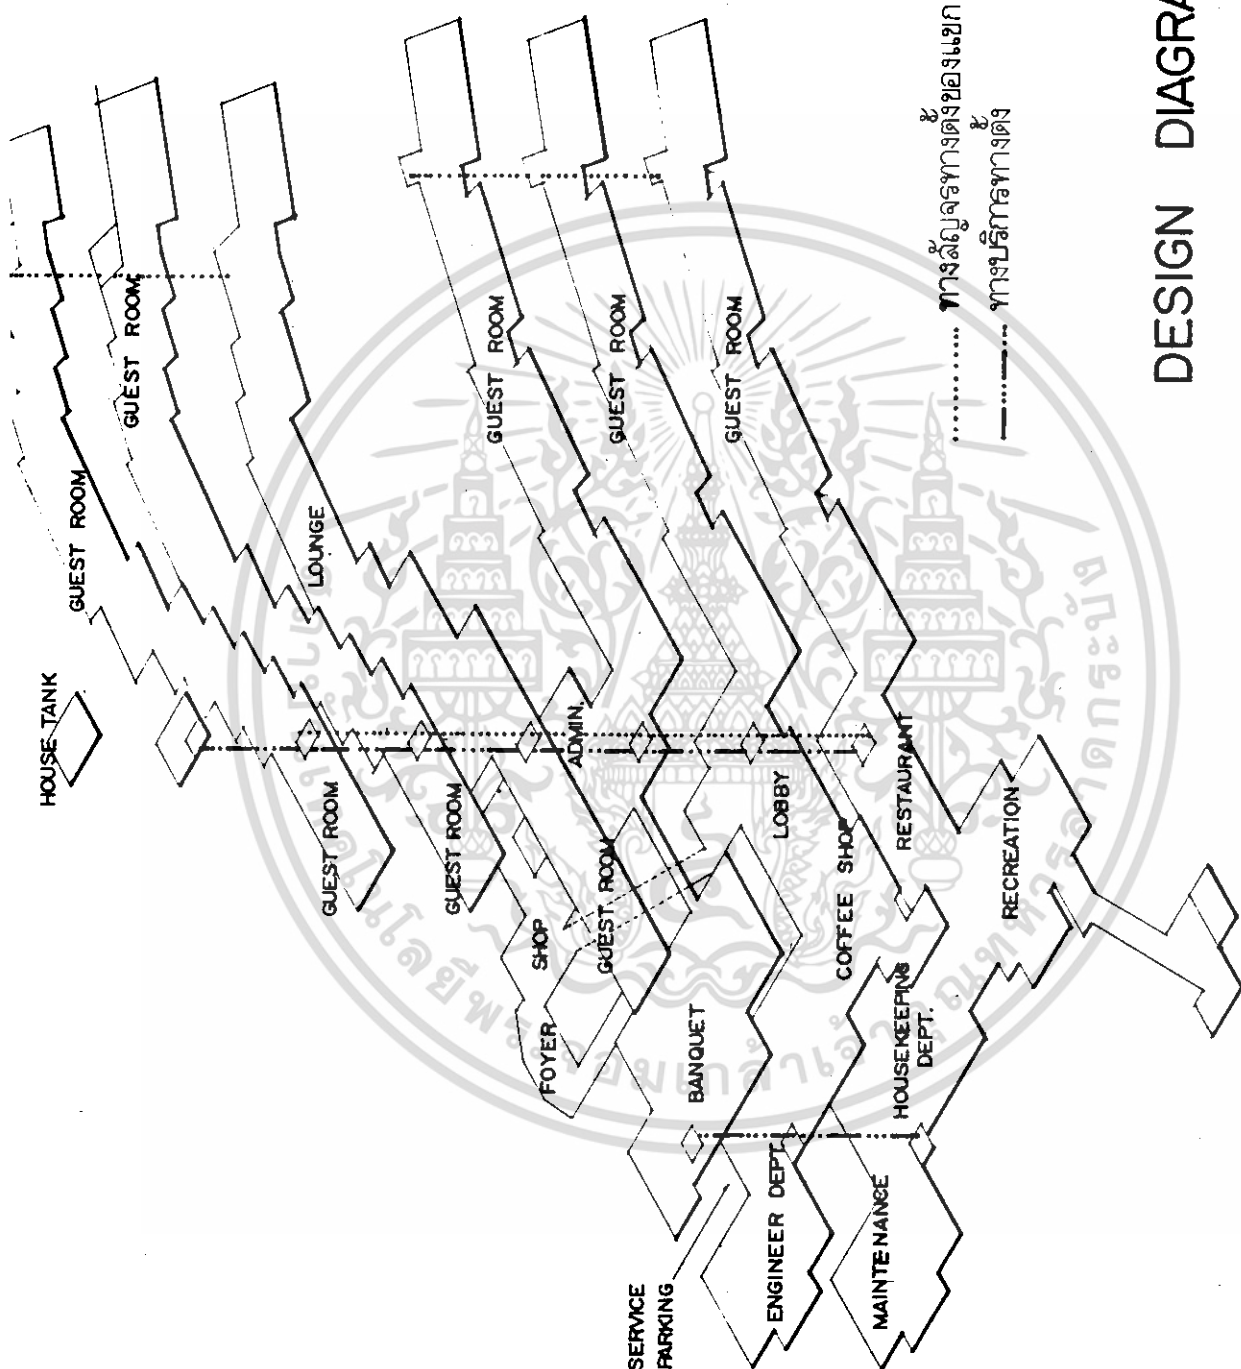 HOUSE TANK
GUEST ROOM
GUEST ROOM
LOUNGE
GUEST ROOM
GUEST ROOM
GUEST ROOM
SHOP
FOYER
ADMIN.
GUEST ROOM
GUEST ROOM
SERVICE
PARKING
BANQUET
GUEST ROOM
LOBBY
ENGINEER DEPT.
COFFEE SHOP
RESTAURANT
MAINTENANCE
HOUSEKEEPING
DEPT.
RECREATION
ทางสัญจรทางตั้งของแขก
ทางบริการทางตั้ง
DESIGN DIAGRA